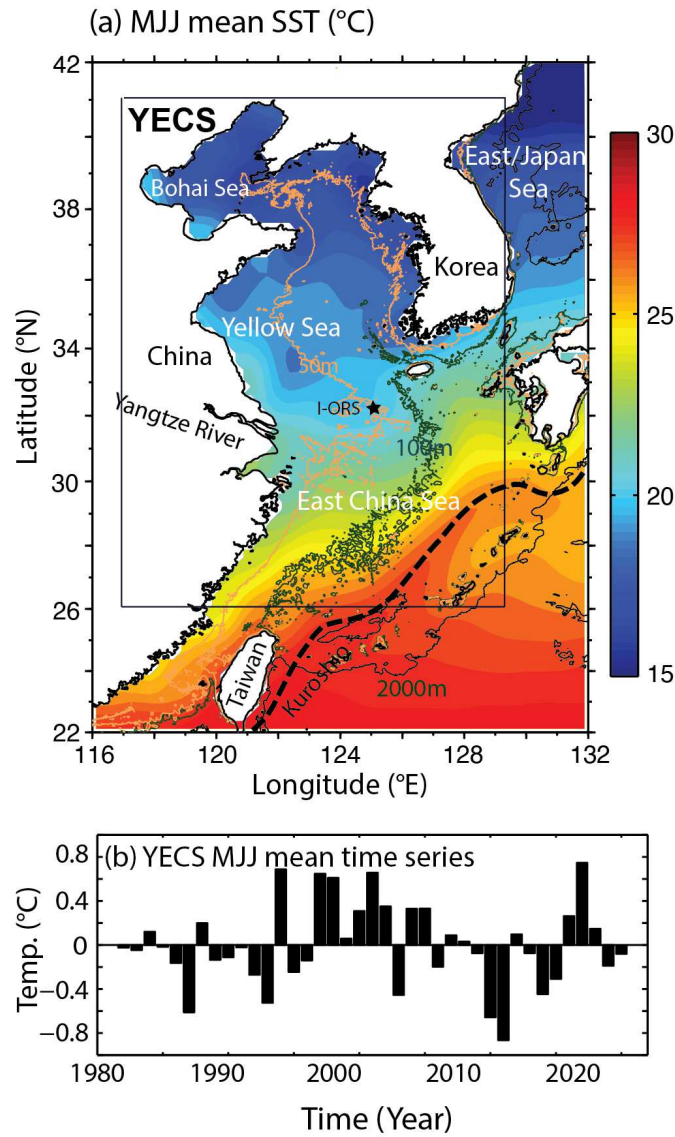 (a) MJJ mean SST (°C)
42
38
34
30
26
22
Latitude (°N)
YECS
Bohai Sea
East/Japan
Sea
Korea
Yellow Sea
China
50m
I-ORS
Yangtze River
100m
East China Sea
Taiwan
Kuroshio
2000m
116
120
124
128
132
Longitude (°E)
30
25
20
15
(b) YECS MJJ mean time series
0.8
0.4
0
−0.4
−0.8
Temp. (°C)
1980
1990
2000
2010
2020
Time (Year)